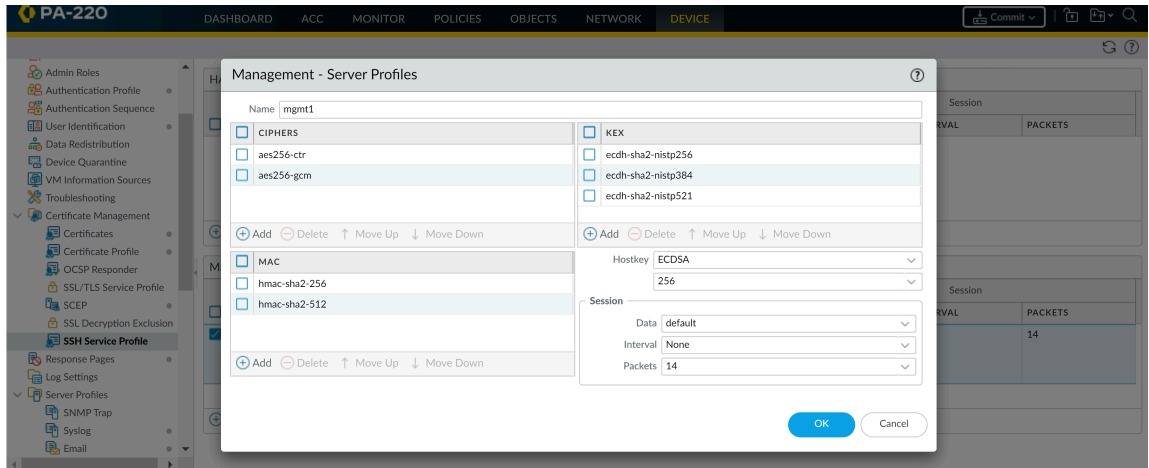 PA-220
DASHBOARD ACC MONITOR POLICIES OBJECTS NETWORK DEVICE
Commit
Admin Roles
Authentication Profile
Authentication Sequence
User Identification
Data Redistribution
Device Quarantine
VM Information Sources
Troubleshooting
Certificate Management
Certificates
Certificate Profile
OCSP Responder
SSL/TLS Service Profile
SCEP
SSL Decryption Exclusion
SSH Service Profile
Response Pages
Log Settings
Server Profiles
SNMP Trap
Syslog
Email
Management - Server Profiles
Name mgmt1
CIPHERS
aes256-ctr
aes256-gcm
Add Delete Move Up Move Down
KEX
ecdh-sha2-nistp256
ecdh-sha2-nistp384
ecdh-sha2-nistp521
Add Delete Move Up Move Down
MAC
hmac-sha2-256
hmac-sha2-512
Add Delete Move Up Move Down
Hostkey ECDSA
256
Session
Data default
Interval None
Packets 14
OK Cancel
Session
RVAL PACKETS
Session
RVAL PACKETS
14